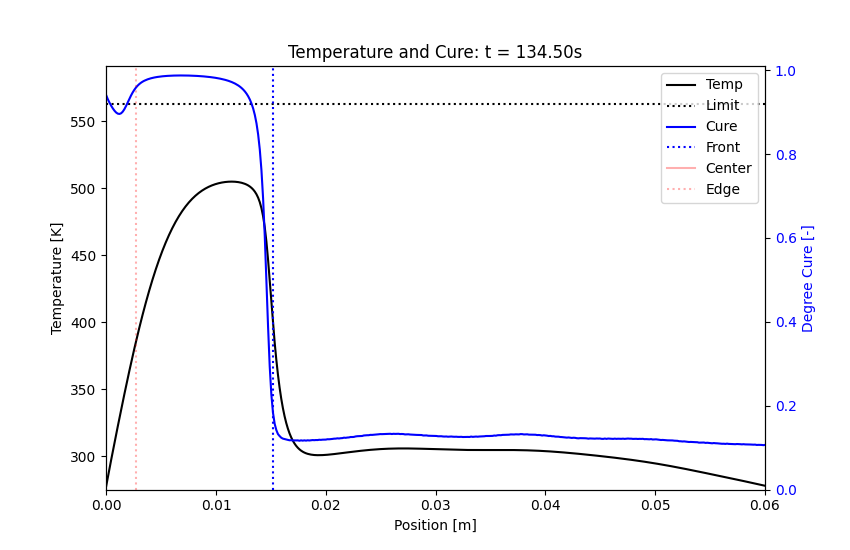 Temperature and Cure: t = 134.50s
Temperature [K]
550
500
450
400
350
300
1.0
0.8
0.6
0.4
0.2
0.0
Degree Cure [-]
Temp
Limit
Cure
Front
Center
Edge
0.00 0.01 0.02 0.03 0.04 0.05 0.06
Position [m]